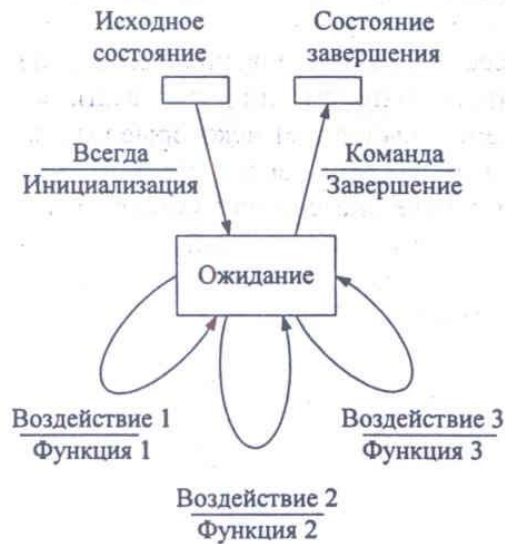 Исходное
состояние
Состояние
завершения
Всегда
Инициализация
Команда
Завершение
Ожидание
Воздействие 1
Функция 1
Воздействие 2
Функция 2
Воздействие 3
Функция 3